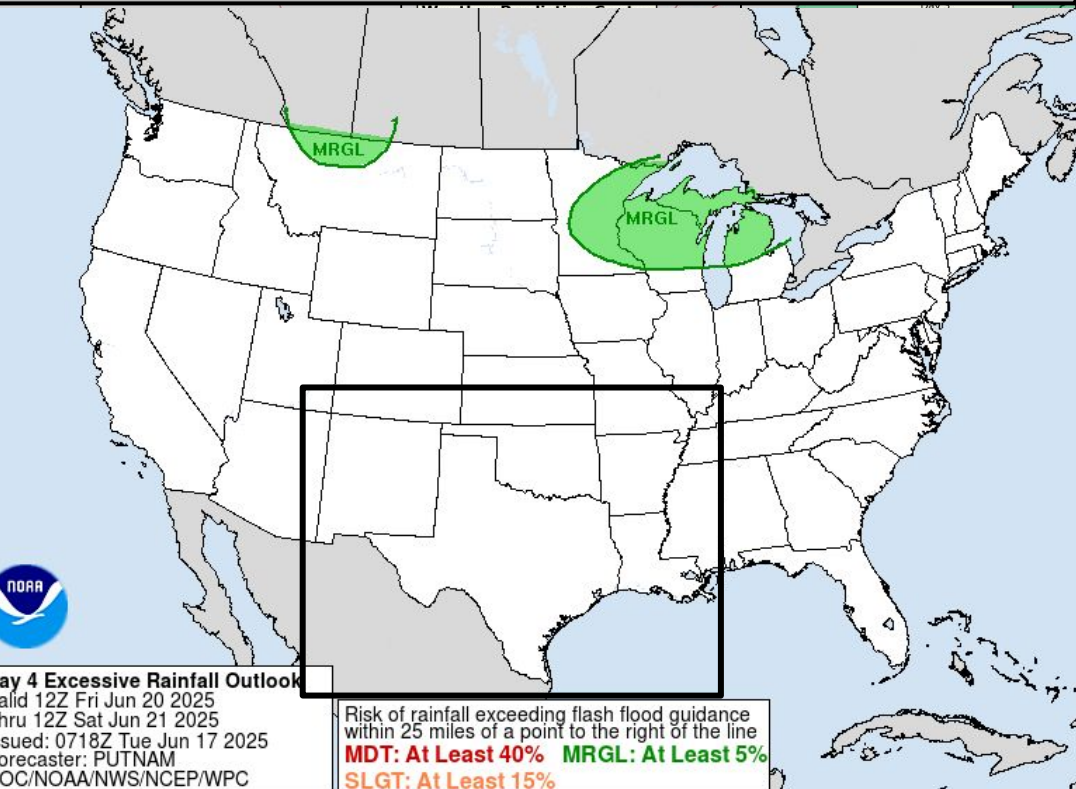 MRGL
MRGL
NOAA
ay 4 Excessive Rainfall Outlook
alid 12Z Fri Jun 20 2025
hru 12Z Sat Jun 21 2025
ssued: 0718Z Tue Jun 17 2025
orecaster: PUTNAM
OC/NOAA/NWS/NCEP/WPC
Risk of rainfall exceeding flash flood guidance
within 25 miles of a point to the right of the line
MDT: At Least 40% MRGL: At Least 5%
SLGT: At Least 15%